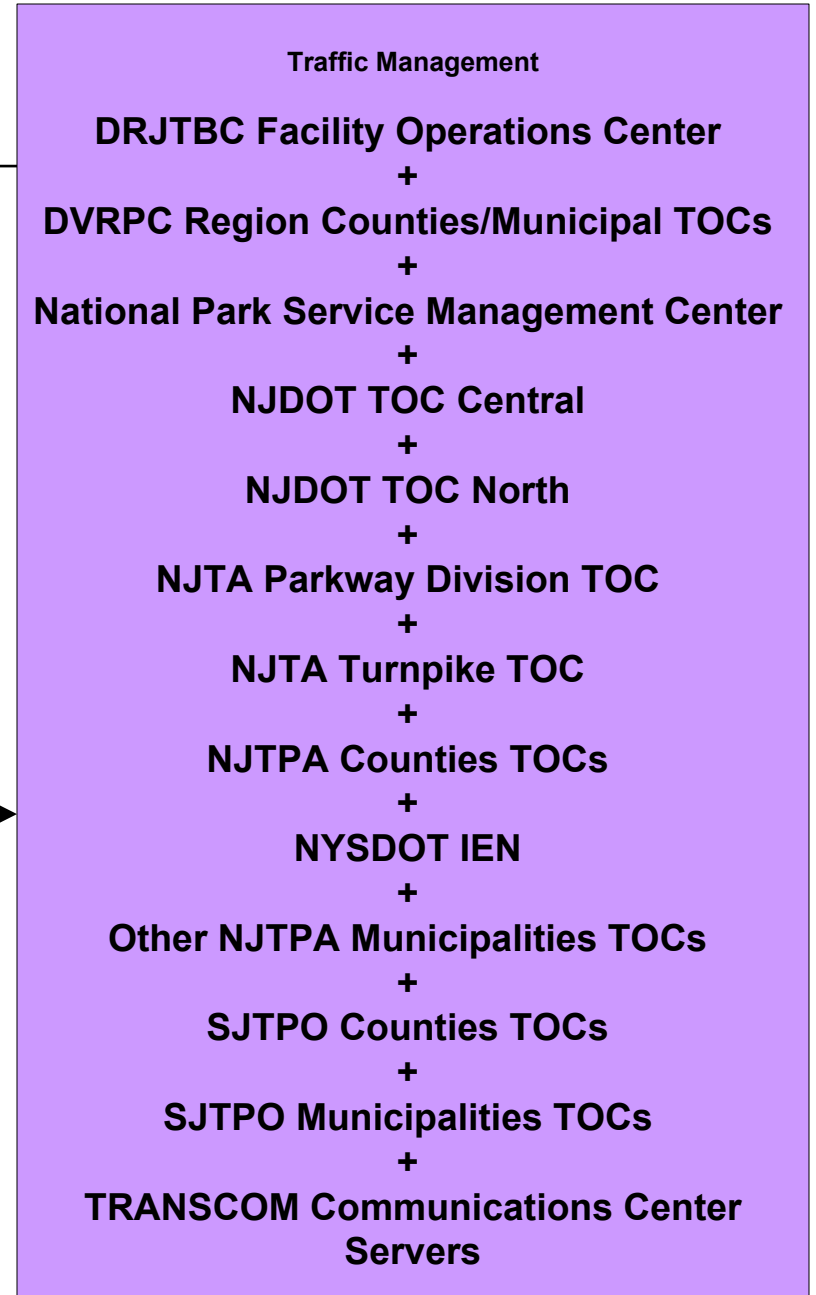 Traffic Management
DRJTBC Facility Operations Center
+
DVRPC Region Counties/Municipal TOCs
+
National Park Service Management Center
+
NJDOT TOC Central
+
NJDOT TOC North
+
NJTA Parkway Division TOC
+
NJTA Turnpike TOC
+
NJTPA Counties TOCs
+
NYSDOT IEN
+
Other NJTPA Municipalities TOCs
+
SJTPO Counties TOCs
+
SJTPO Municipalities TOCs
+
TRANSCOM Communications Center
Servers